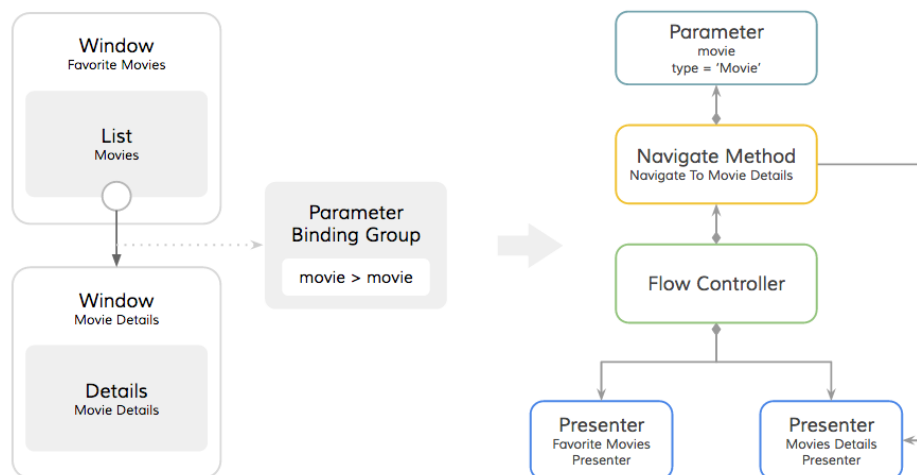 Window
Favorite Movies
List
Movies
Parameter
Binding Group
movie > movie
Window
Movie Details
Details
Movie Details
Parameter
movie
type = ‘Movie’
Navigate Method
Navigate To Movie Details
Flow Controller
Presenter
Favorite Movies
Presenter
Presenter
Movies Details
Presenter